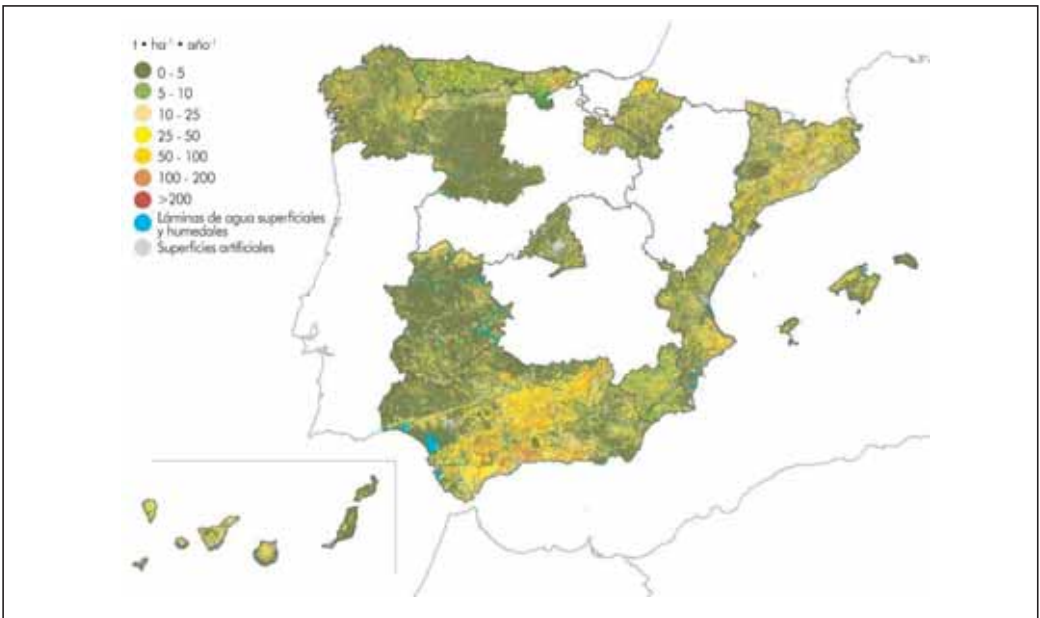 t • ha⁻¹ • año⁻¹
0 - 5
5 - 10
10 - 25
25 - 50
50 - 100
100 - 200
>200
Láminas de agua superficiales
y humedales
Superficies artificiales